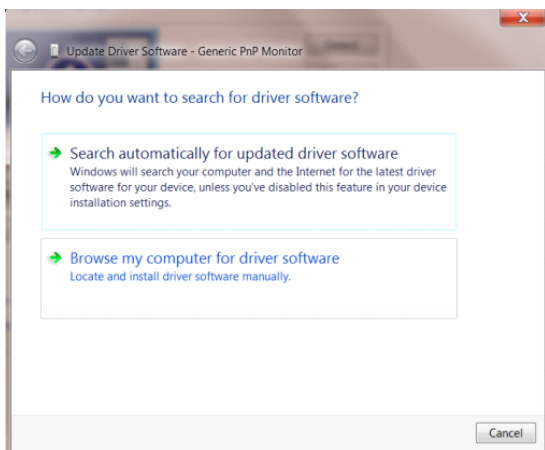 Update Driver Software - Generic PnP Monitor
How do you want to search for driver software?
Search automatically for updated driver software
Windows will search your computer and the Internet for the latest driver
software for your device, unless you've disabled this feature in your device
installation settings.
Browse my computer for driver software
Locate and install driver software manually.
Cancel